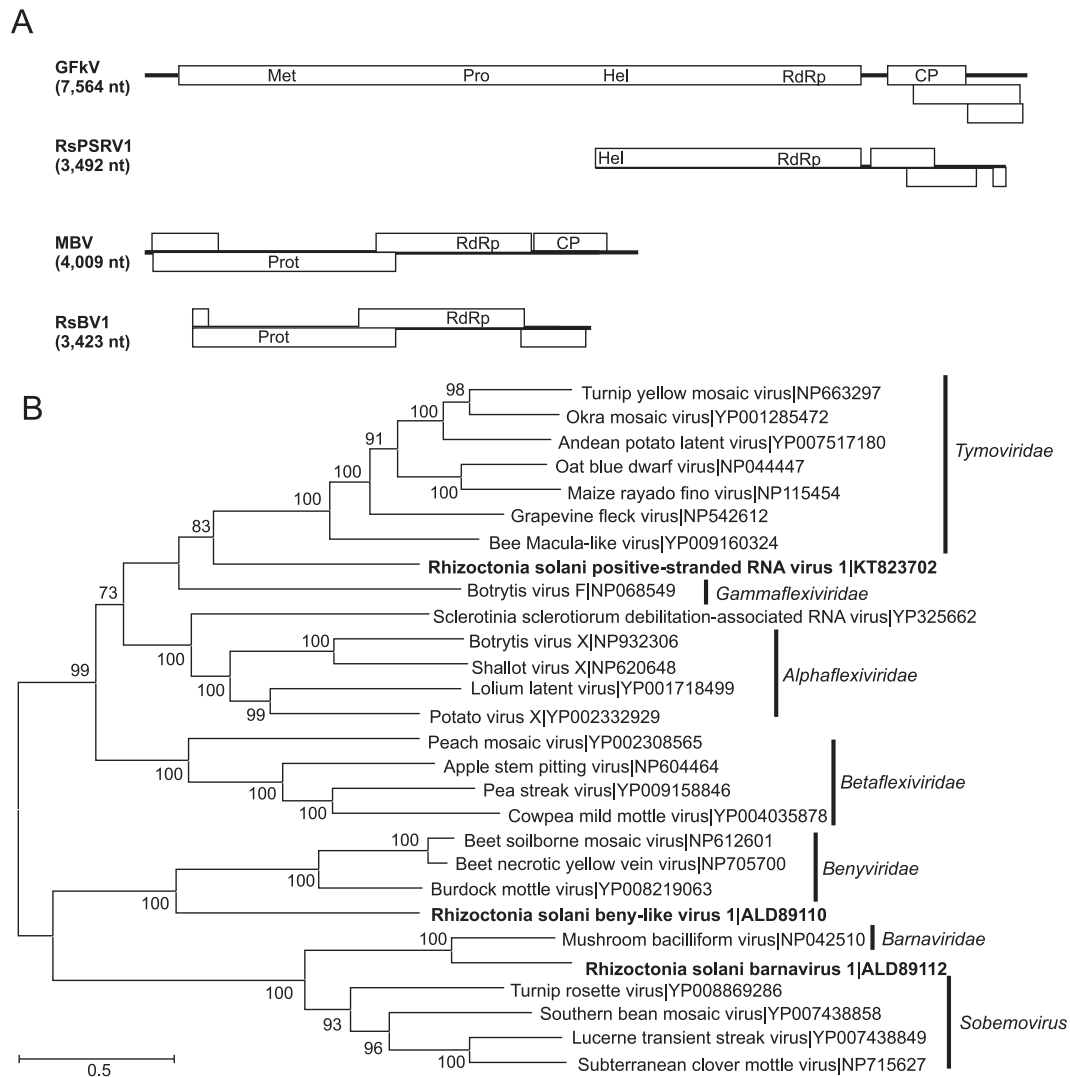 A
GFkV
(7,564 nt)
Met Pro Hel RdRp CP
RsPSRV1
(3,492 nt)
Hel RdRp
MBV
(4,009 nt)
RdRp CP
Prot
RsBV1
(3,423 nt)
RdRp
Prot
B
98
Turnip yellow mosaic virus|NP663297
100
Okra mosaic virus|YP001285472
91
Andean potato latent virus|YP007517180
Tymoviridae
100
Oat blue dwarf virus|NP044447
100
Maize rayado fino virus|NP115454
100
Grapevine fleck virus|NP542612
83
Bee Macula-like virus|YP009160324
Rhizoctonia solani positive-stranded RNA virus 1|KT823702
73
Botrytis virus F|NP068549
Gammaflexiviridae
Sclerotinia sclerotiorum debilitation-associated RNA virus|YP325662
100
100
Botrytis virus X|NP932306
99
Shallot virus X|NP620648
Alphaflexiviridae
100
Lolium latent virus|YP001718499
99
Potato virus X|YP002332929
Peach mosaic virus|YP002308565
100
Apple stem pitting virus|NP604464
Betaflexiviridae
100
Pea streak virus|YP009158846
100
Cowpea mild mottle virus|YP004035878
100
Beet soilborne mosaic virus|NP612601
Beet necrotic yellow vein virus|NP705700
Benyviridae
100
Burdock mottle virus|YP008219063
100
Rhizoctonia solani beny-like virus 1|ALD89110
100
Mushroom bacilliform virus|NP042510
Barnaviridae
Rhizoctonia solani barnavirus 1|ALD89112
100
Turnip rosette virus|YP008869286
93
Southern bean mosaic virus|YP007438858
Sobemovirus
96
Lucerne transient streak virus|YP007438849
100
Subterranean clover mottle virus|NP715627
0.5